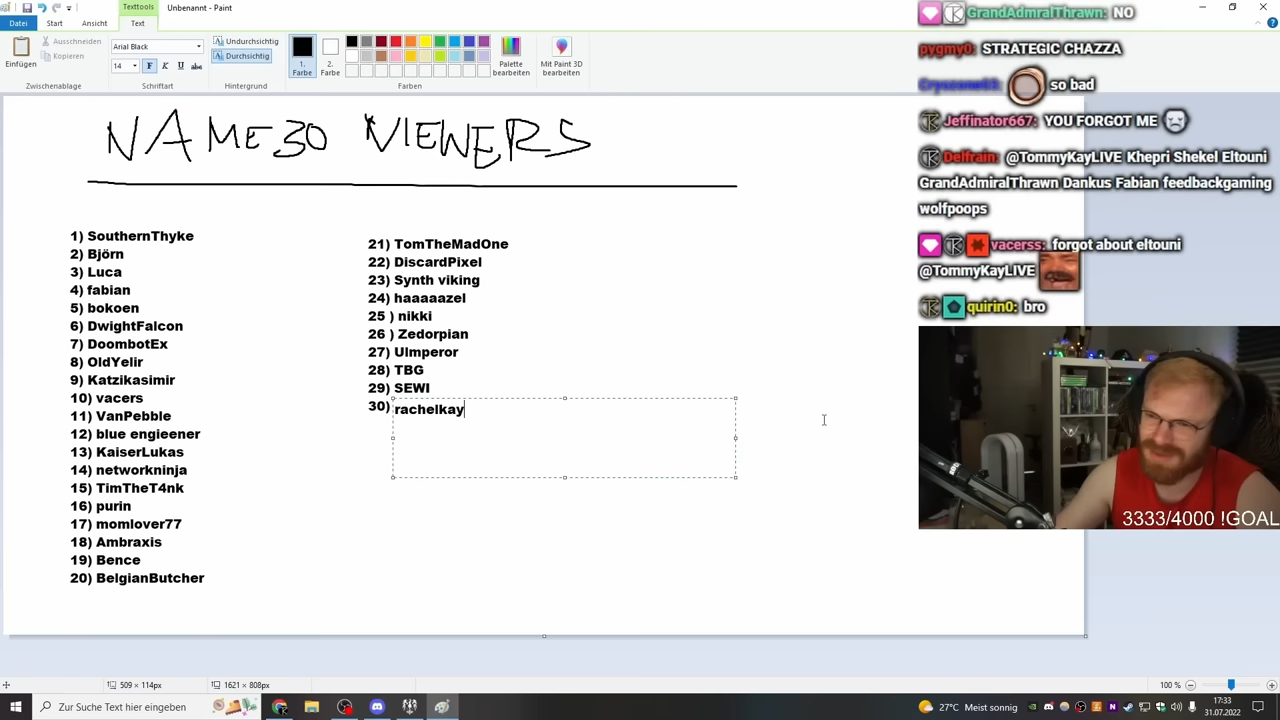 Texttools
Unbenannt - Paint
Datei Start Ansicht Text
Einfügen
Ausschneiden
Kopieren
Zwischenablage
Arial Black
14
F K U abc
Schriftart
Undurchsichtig
Durchsichtig
Hintergrund
1. Farbe
2. Farbe
Farben
Palette bearbeiten
Mit Paint 3D bearbeiten
NAME 30 VIEWERS
1) SouthernThyke
2) Björn
3) Luca
4) fabian
5) bokoen
6) DwightFalcon
7) DoombotEx
8) OldYelir
9) Katzikasimir
10) vacers
11) VanPebble
12) blue engieener
13) KaiserLukas
14) networkninja
15) TimTheT4nk
16) purin
17) momlover77
18) Ambraxis
19) Bence
20) BelgianButcher
21) TomTheMadOne
22) DiscardPixel
23) Synth viking
24) haaaaazel
25 ) nikki
26 ) Zedorpian
27) Ulmperor
28) TBG
29) SEWI
30) rachelkay
GrandAdmralThrawn: NO
pygmy0: STRATEGIC CHAZZA
so bad
Jeffinator667: YOU FORGOT ME
Delfrain: @TommyKayLIVE Khepri Shekel Eltouni
GrandAdmiralThrawn Dankus Fabian feedbackgaming
wolfpoops
vacerss: forgot about eltouni
@TommyKayLIVE
quirin0: bro
3333/4000 !GOAL
509 × 114px
1621 × 808px
100 %
Zur Suche Text hier eingeben
27°C Meist sonnig
17:33
31.07.2022